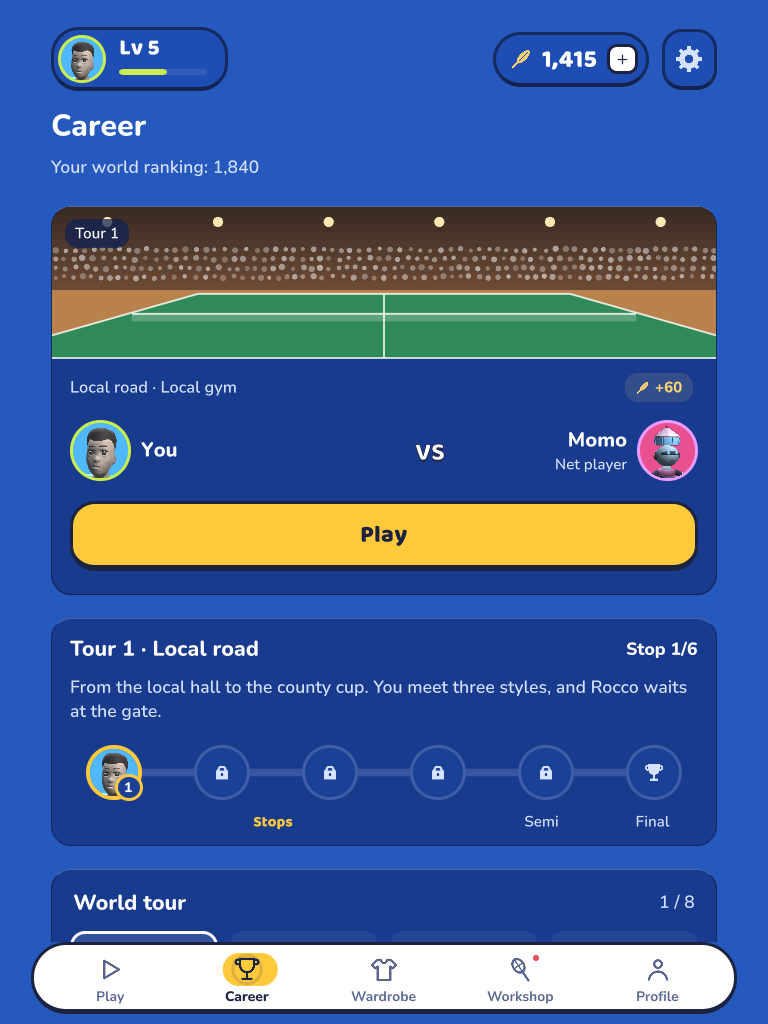 Lv 5
1,415
+
Career
Your world ranking: 1,840
Tour 1
Local road · Local gym
+60
You
VS
Momo
Net player
Play
Tour 1 · Local road
Stop 1/6
From the local hall to the county cup. You meet three styles, and Rocco waits
at the gate.
1
Stops
Semi
Final
World tour
1 / 8
Play
Career
Wardrobe
Workshop
Profile